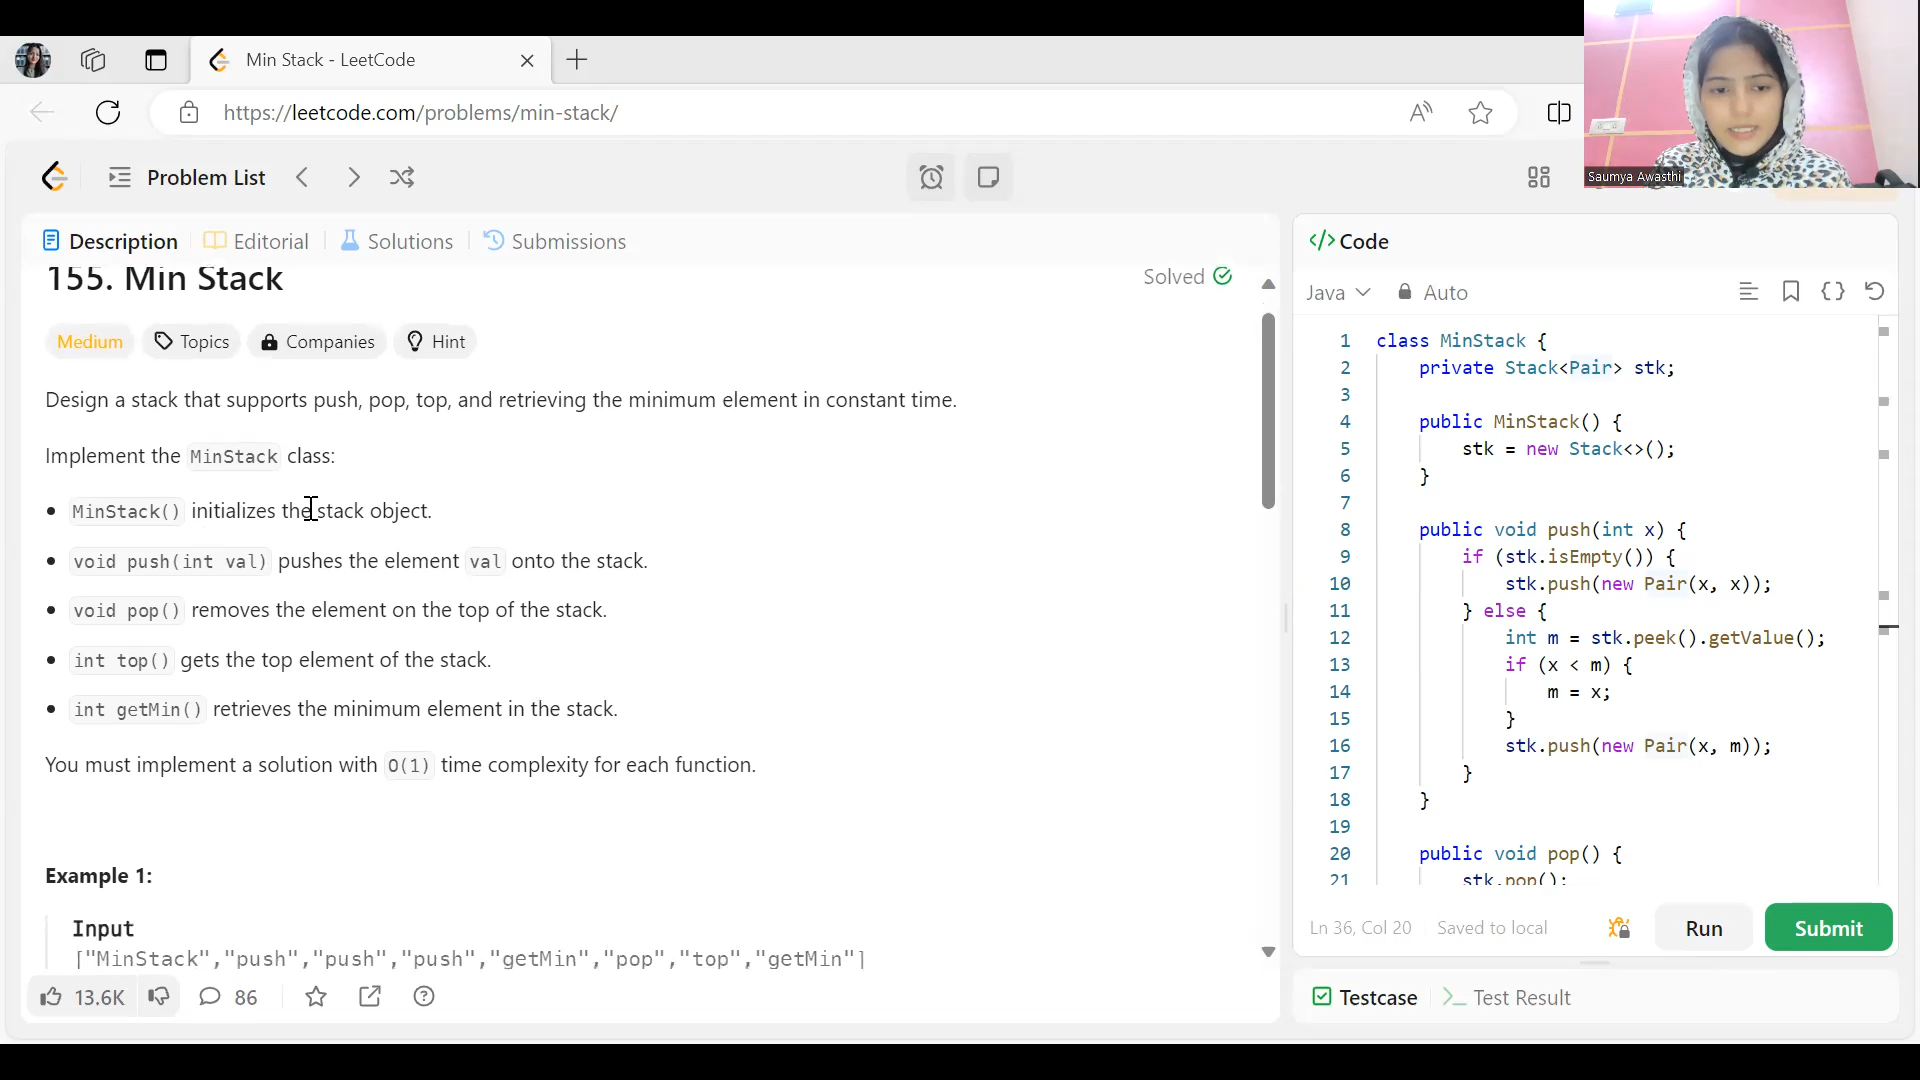 Min Stack - LeetCode
https://leetcode.com/problems/min-stack/
Saumya Awasthi
Problem List
Description
Editorial
Solutions
Submissions
155. Min Stack
Solved
Medium
Topics
Companies
Hint
Design a stack that supports push, pop, top, and retrieving the minimum element in constant time.
Implement the MinStack class:
MinStack() initializes the stack object.
void push(int val) pushes the element val onto the stack.
void pop() removes the element on the top of the stack.
int top() gets the top element of the stack.
int getMin() retrieves the minimum element in the stack.
You must implement a solution with O(1) time complexity for each function.
Example 1:
Input
["MinStack","push","push","push","getMin","pop","top","getMin"]
13.6K
86
</> Code
Java
Auto
1 class MinStack {
2 private Stack<Pair> stk;
3
4 public MinStack() {
5 stk = new Stack<>();
6 }
7
8 public void push(int x) {
9 if (stk.isEmpty()) {
10 stk.push(new Pair(x, x));
11 } else {
12 int m = stk.peek().getValue();
13 if (x < m) {
14 m = x;
15 }
16 stk.push(new Pair(x, m));
17 }
18 }
19
20 public void pop() {
21 stk.pop();
Ln 36, Col 20
Saved to local
Run
Submit
Testcase
Test Result